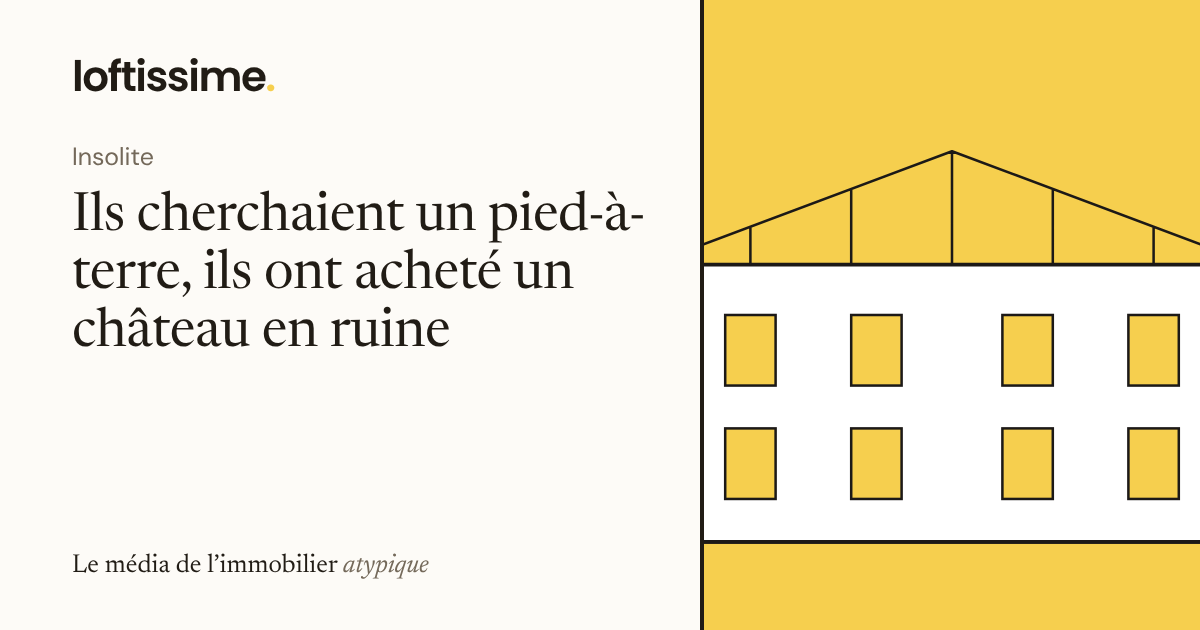 loftissime.
Insolite
Ils cherchaient un pied-à-
terre, ils ont acheté un
château en ruine
Le média de l’immobilier atypique